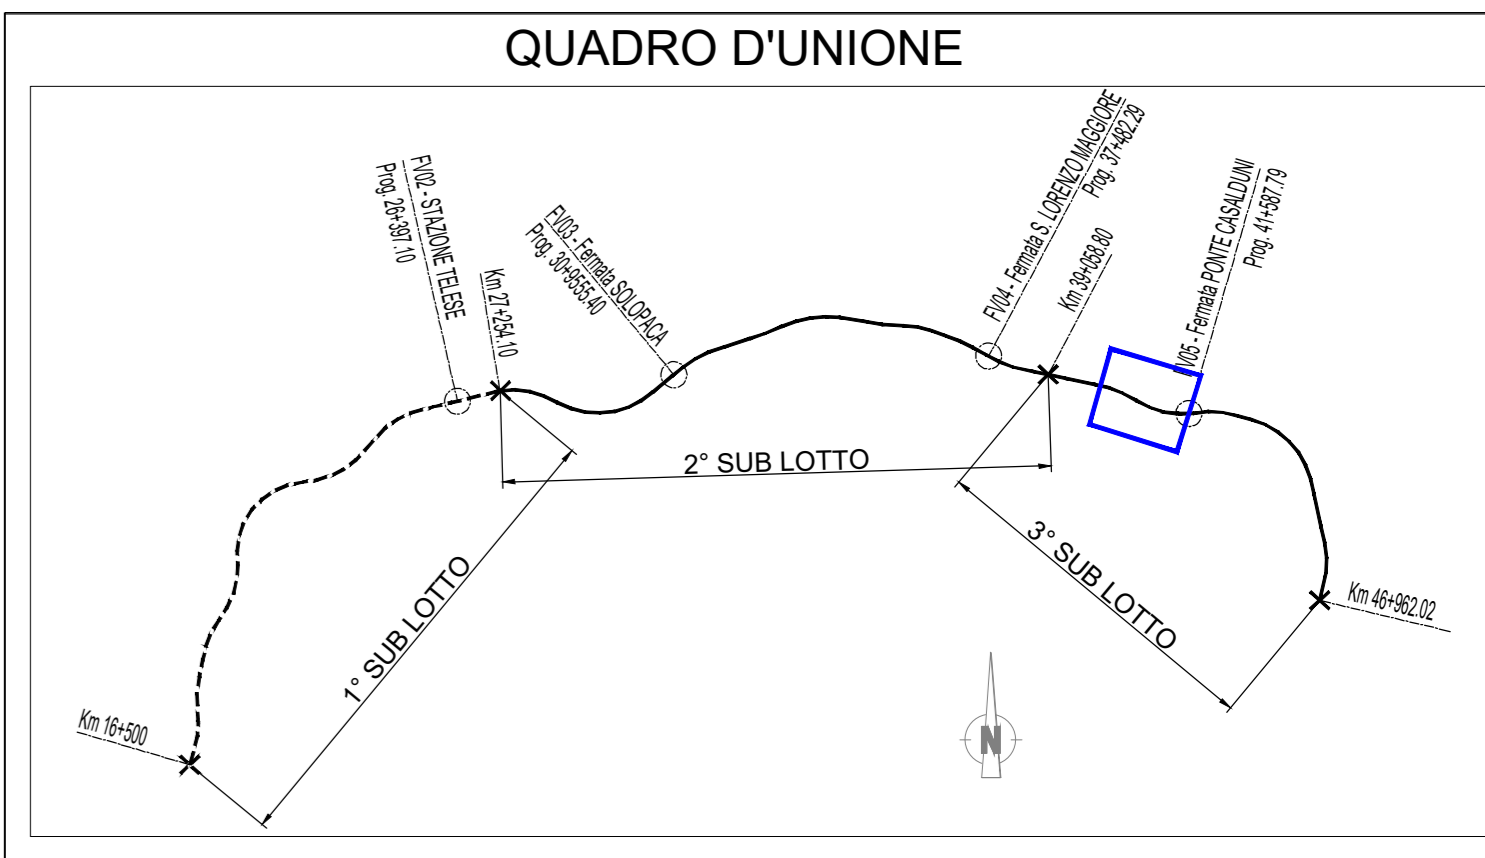 QUADRO D'UNIONE
FV02 - STAZIONE TELESE
Prog. 26+397.10
Km 27+254.10
FV03 - Fermata SOLOPACA
Prog. 30+9555.40
FV04 - Fermata S. LORENZO MAGGIORE
Prog. 37+482.29
Km 39+058.80
FV05 - Fermata PONTE CASALDUNI
Prog. 41+587.79
2° SUB LOTTO
1° SUB LOTTO
3° SUB LOTTO
Km 46+962.02
Km 16+500
N